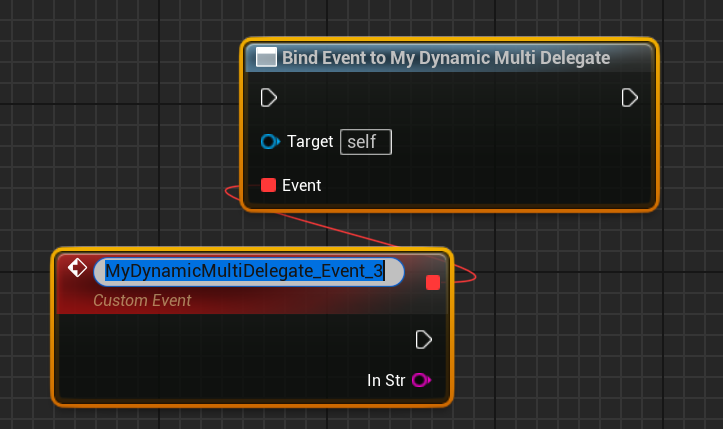 Bind Event to My Dynamic Multi Delegate
Target self
Event
MyDynamicMultiDelegate_Event_3
Custom Event
In Str